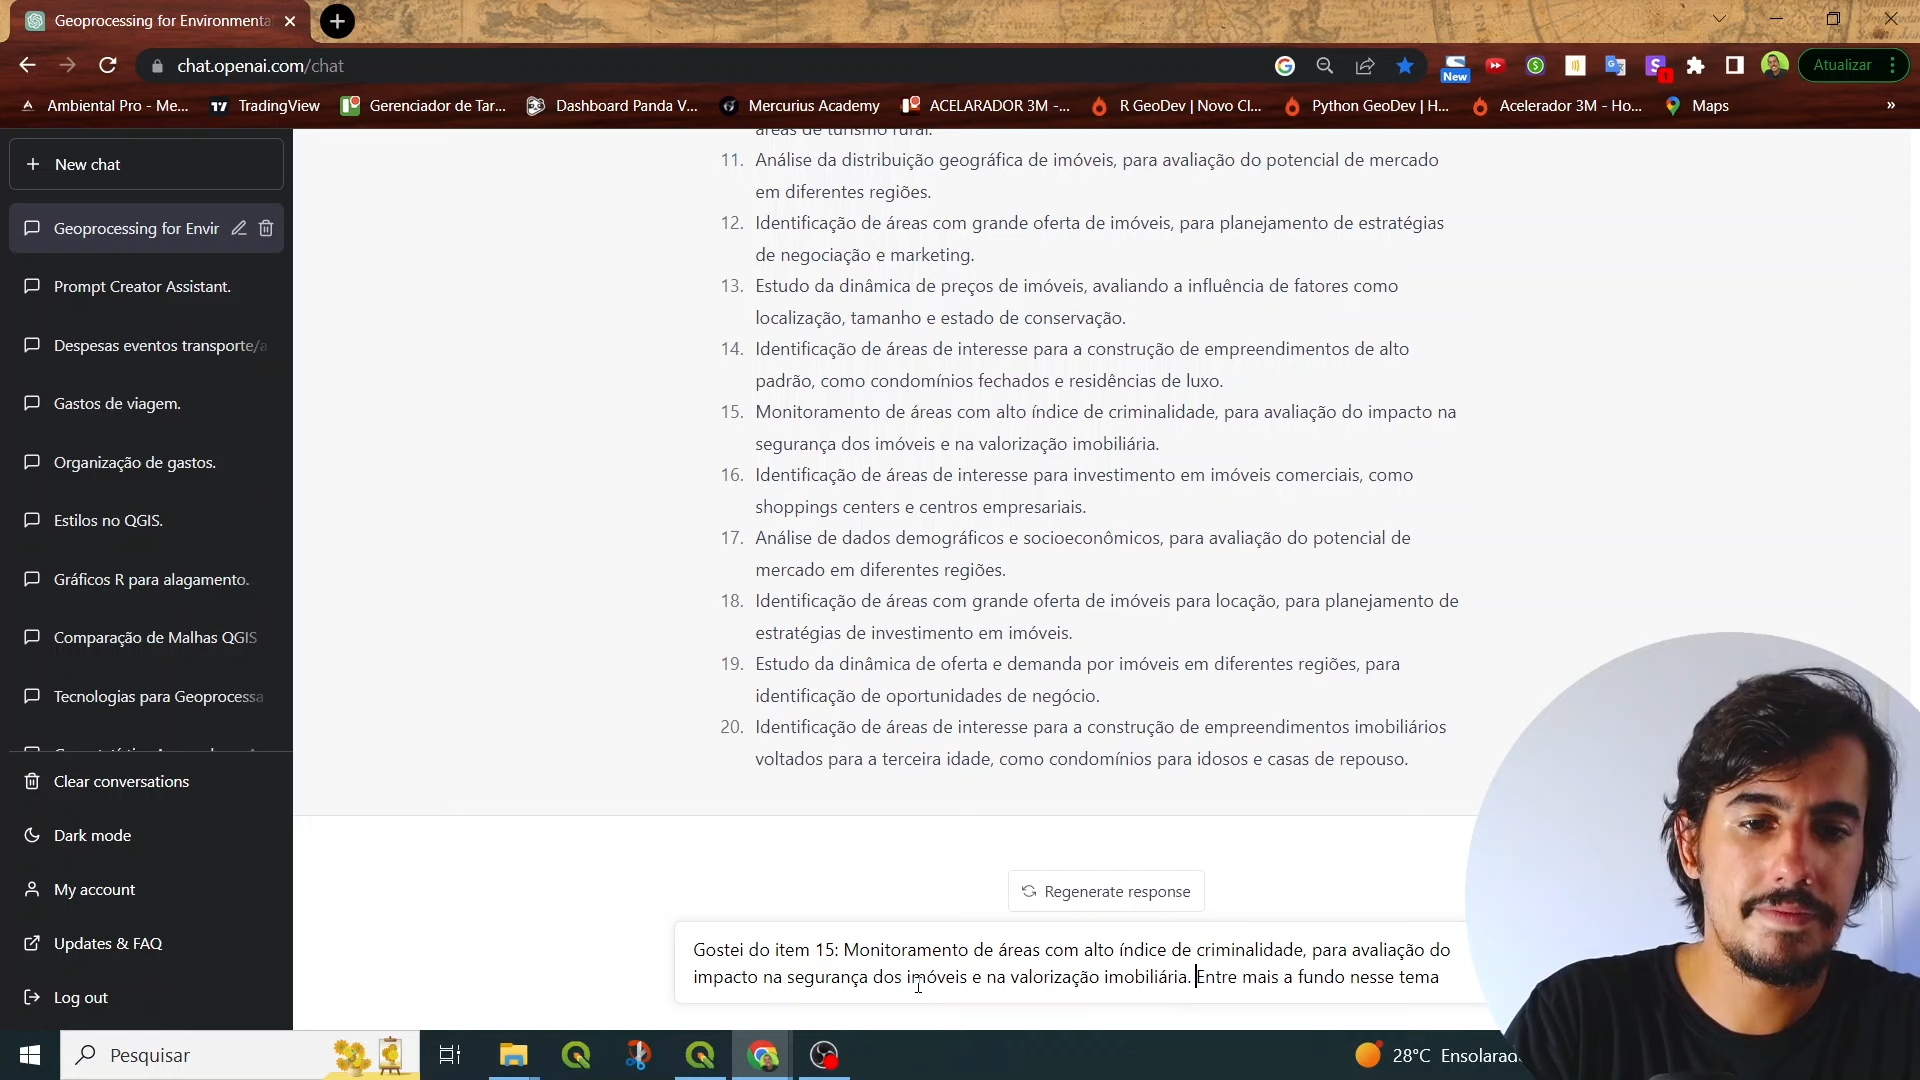 Geoprocessing for Environmenta
chat.openai.com/chat
New
1
Atualizar
Ambiental Pro - Me...
TradingView
Gerenciador de Tar...
Dashboard Panda V...
Mercurius Academy
ACELARADOR 3M -...
R GeoDev | Novo Cl...
Python GeoDev | H...
Acelerador 3M - Ho...
Maps
»
New chat
Geoprocessing for Envir
Prompt Creator Assistant.
Despesas eventos transporte/a
Gastos de viagem.
Organização de gastos.
Estilos no QGIS.
Gráficos R para alagamento.
Comparação de Malhas QGIS
Tecnologias para Geoprocessa
Clear conversations
Dark mode
My account
Updates & FAQ
Log out
áreas de turismo rural.
11. Análise da distribuição geográfica de imóveis, para avaliação do potencial de mercado
em diferentes regiões.
12. Identificação de áreas com grande oferta de imóveis, para planejamento de estratégias
de negociação e marketing.
13. Estudo da dinâmica de preços de imóveis, avaliando a influência de fatores como
localização, tamanho e estado de conservação.
14. Identificação de áreas de interesse para a construção de empreendimentos de alto
padrão, como condomínios fechados e residências de luxo.
15. Monitoramento de áreas com alto índice de criminalidade, para avaliação do impacto na
segurança dos imóveis e na valorização imobiliária.
16. Identificação de áreas de interesse para investimento em imóveis comerciais, como
shoppings centers e centros empresariais.
17. Análise de dados demográficos e socioeconômicos, para avaliação do potencial de
mercado em diferentes regiões.
18. Identificação de áreas com grande oferta de imóveis para locação, para planejamento de
estratégias de investimento em imóveis.
19. Estudo da dinâmica de oferta e demanda por imóveis em diferentes regiões, para
identificação de oportunidades de negócio.
20. Identificação de áreas de interesse para a construção de empreendimentos imobiliários
voltados para a terceira idade, como condomínios para idosos e casas de repouso.
Regenerate response
Gostei do item 15: Monitoramento de áreas com alto índice de criminalidade, para avaliação do
impacto na segurança dos imóveis e na valorização imobiliária. Entre mais a fundo nesse tema
Pesquisar
28°C Ensolarado